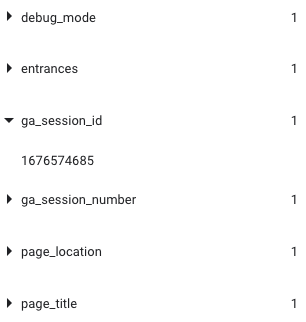 debug_mode 1
entrances 1
ga_session_id 1
1676574685
ga_session_number 1
page_location 1
page_title 1